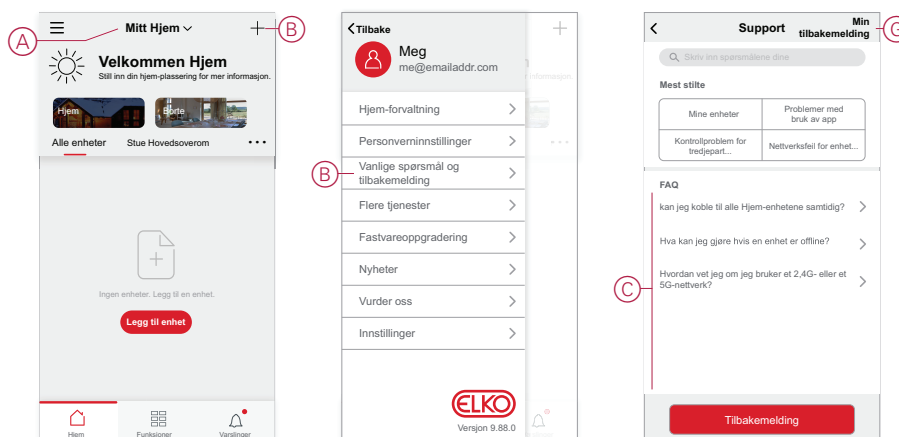 A
Mitt Hjem
B
Velkommen Hjem
Still inn din hjem-plassering for mer informasjon.
Hjem
Borte
Alle enheter
Stue Hovedsoverom
Ingen enheter. Legg til en enhet.
Legg til enhet
Hjem
Funksjoner
Varslinger
Tilbake
Meg
me@emailaddr.com
Hjem-forvaltning
Personverninnstillinger
B
Vanlige spørsmål og
tilbakemelding
Flere tjenester
Fastvareoppgradering
Nyheter
Vurder oss
Innstillinger
ELKO
Versjon 9.88.0
Support
Min
tilbakemelding
Skriv inn spørsmålene dine
Mest stilte
Mine enheter
Problemer med
bruk av app
Kontrollproblem for
tredjepart...
Nettverksfeil for enhet...
FAQ
kan jeg koble til alle Hjem-enhetene samtidig?
Hva kan jeg gjøre hvis en enhet er offline?
Hvordan vet jeg om jeg bruker et 2,4G- eller et
5G-nettverk?
C
Tilbakemelding